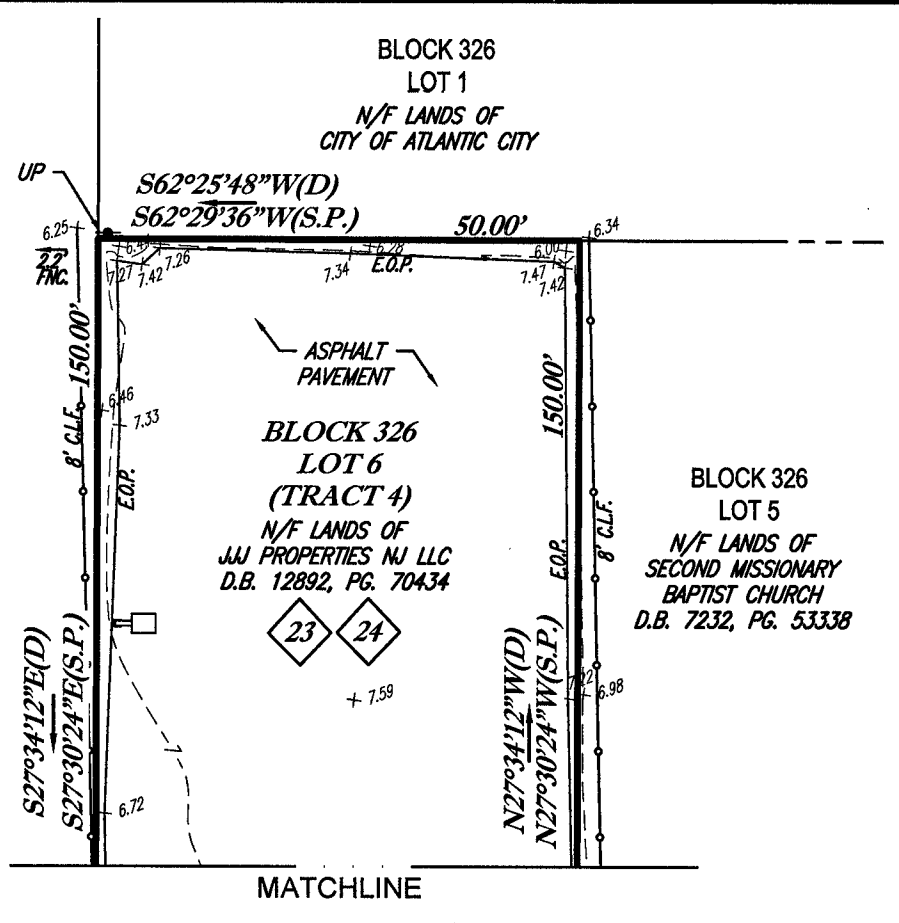 BLOCK 326
LOT 1
N/F LANDS OF
CITY OF ATLANTIC CITY
UP
S62°25'48"W(D)
S62°29'36"W(S.P.)
50.00'
6.34
6.25
6.28
6.00
2.2'
FNC.
7.27
7.42
7.26
7.34
E.O.P.
7.47
7.42
150.00'
8' C.L.F.
6.46
7.33
E.O.P.
ASPHALT
PAVEMENT
150.00'
BLOCK 326
LOT 6
(TRACT 4)
N/F LANDS OF
JJJ PROPERTIES NJ LLC
D.B. 12892, PG. 70434
23
24
E.O.P.
8' C.L.F.
BLOCK 326
LOT 5
N/F LANDS OF
SECOND MISSIONARY
BAPTIST CHURCH
D.B. 7232, PG. 53338
S27°34'12"E(D)
S27°30'24"E(S.P.)
N27°34'12"W(D)
N27°30'24"W(S.P.)
7.59
7.22
6.98
7
6.72
MATCHLINE